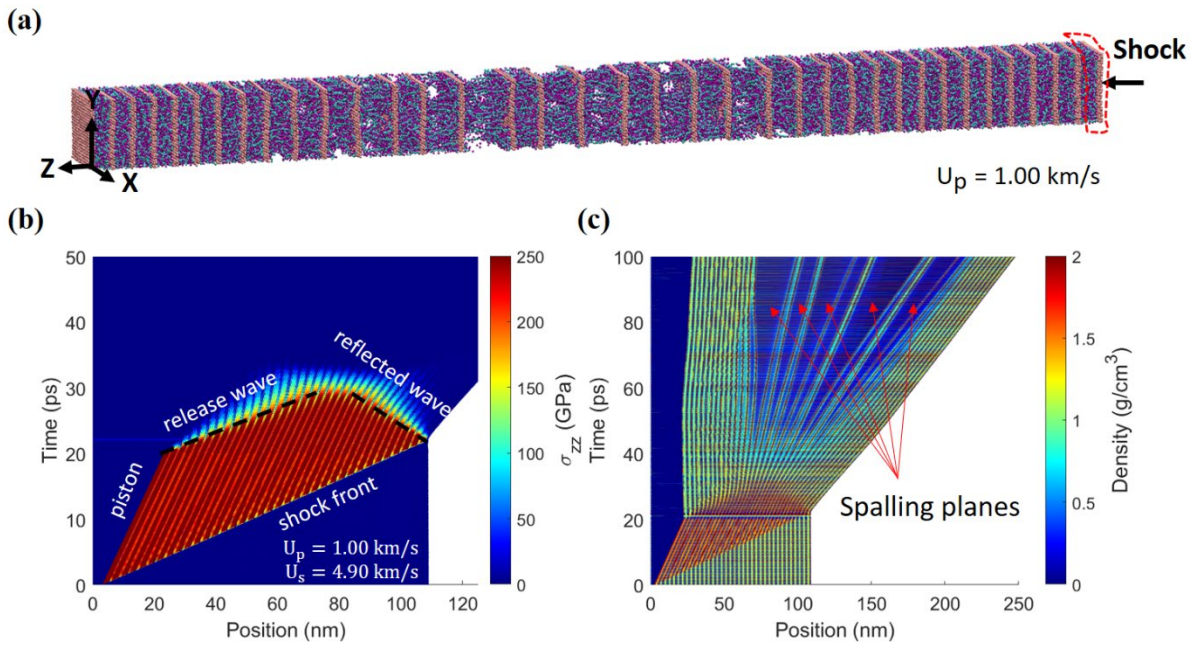 (a)
Shock
Y
Z
X
U_p = 1.00 km/s
(b)
50
40
30
20
10
0
Time (ps)
0 20 40 60 80 100 120
Position (nm)
release wave
reflected wave
piston
shock front
U_p = 1.00 km/s
U_s = 4.90 km/s
250
200
150
100
50
0
σ_zz (GPa)
(c)
100
80
60
40
20
0
Time (ps)
0 50 100 150 200 250
Position (nm)
Spalling planes
2
1.5
1
0.5
0
Density (g/cm³)